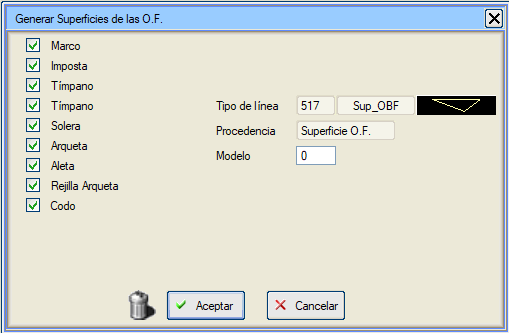 Generar Superficies de las O.F.
Marco
Imposta
Tímpano
Tímpano
Solera
Arqueta
Aleta
Rejilla Arqueta
Codo
Tipo de línea 517 Sup_OBF
Procedencia Superficie O.F.
Modelo 0
Aceptar Cancelar